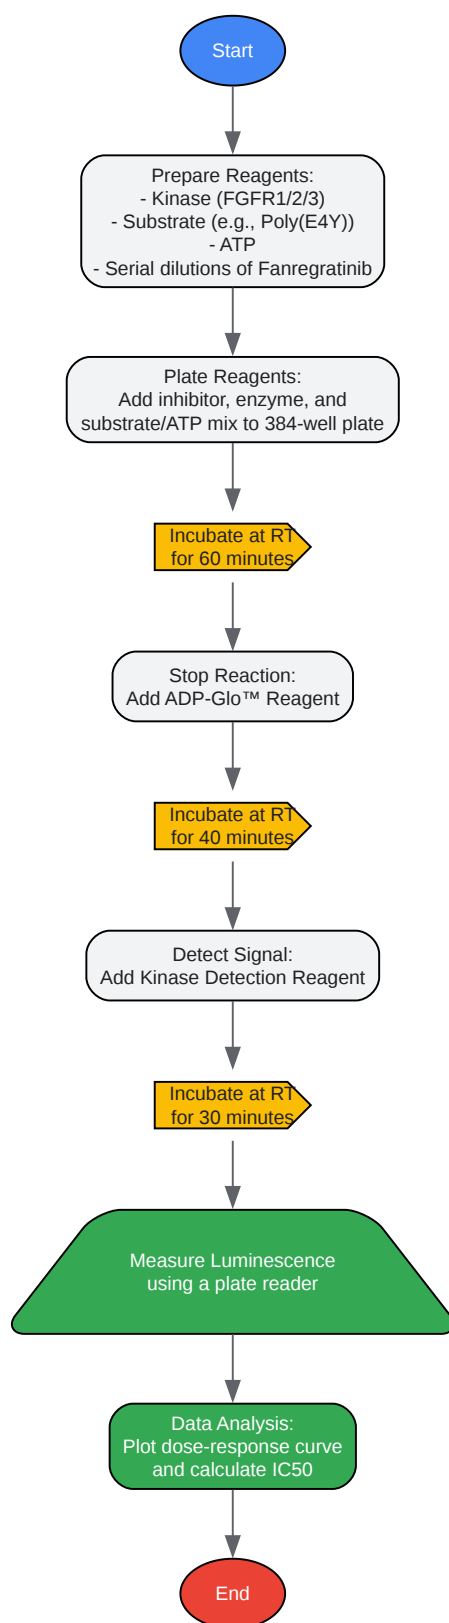 Start
Prepare Reagents:
- Kinase (FGFR1/2/3)
- Substrate (e.g., Poly(E4Y))
- ATP
- Serial dilutions of Fanregratinib
Plate Reagents:
Add inhibitor, enzyme, and
substrate/ATP mix to 384-well plate
Incubate at RT
for 60 minutes
Stop Reaction:
Add ADP-Glo™ Reagent
Incubate at RT
for 40 minutes
Detect Signal:
Add Kinase Detection Reagent
Incubate at RT
for 30 minutes
Measure Luminescence
using a plate reader
Data Analysis:
Plot dose-response curve
and calculate IC50
End